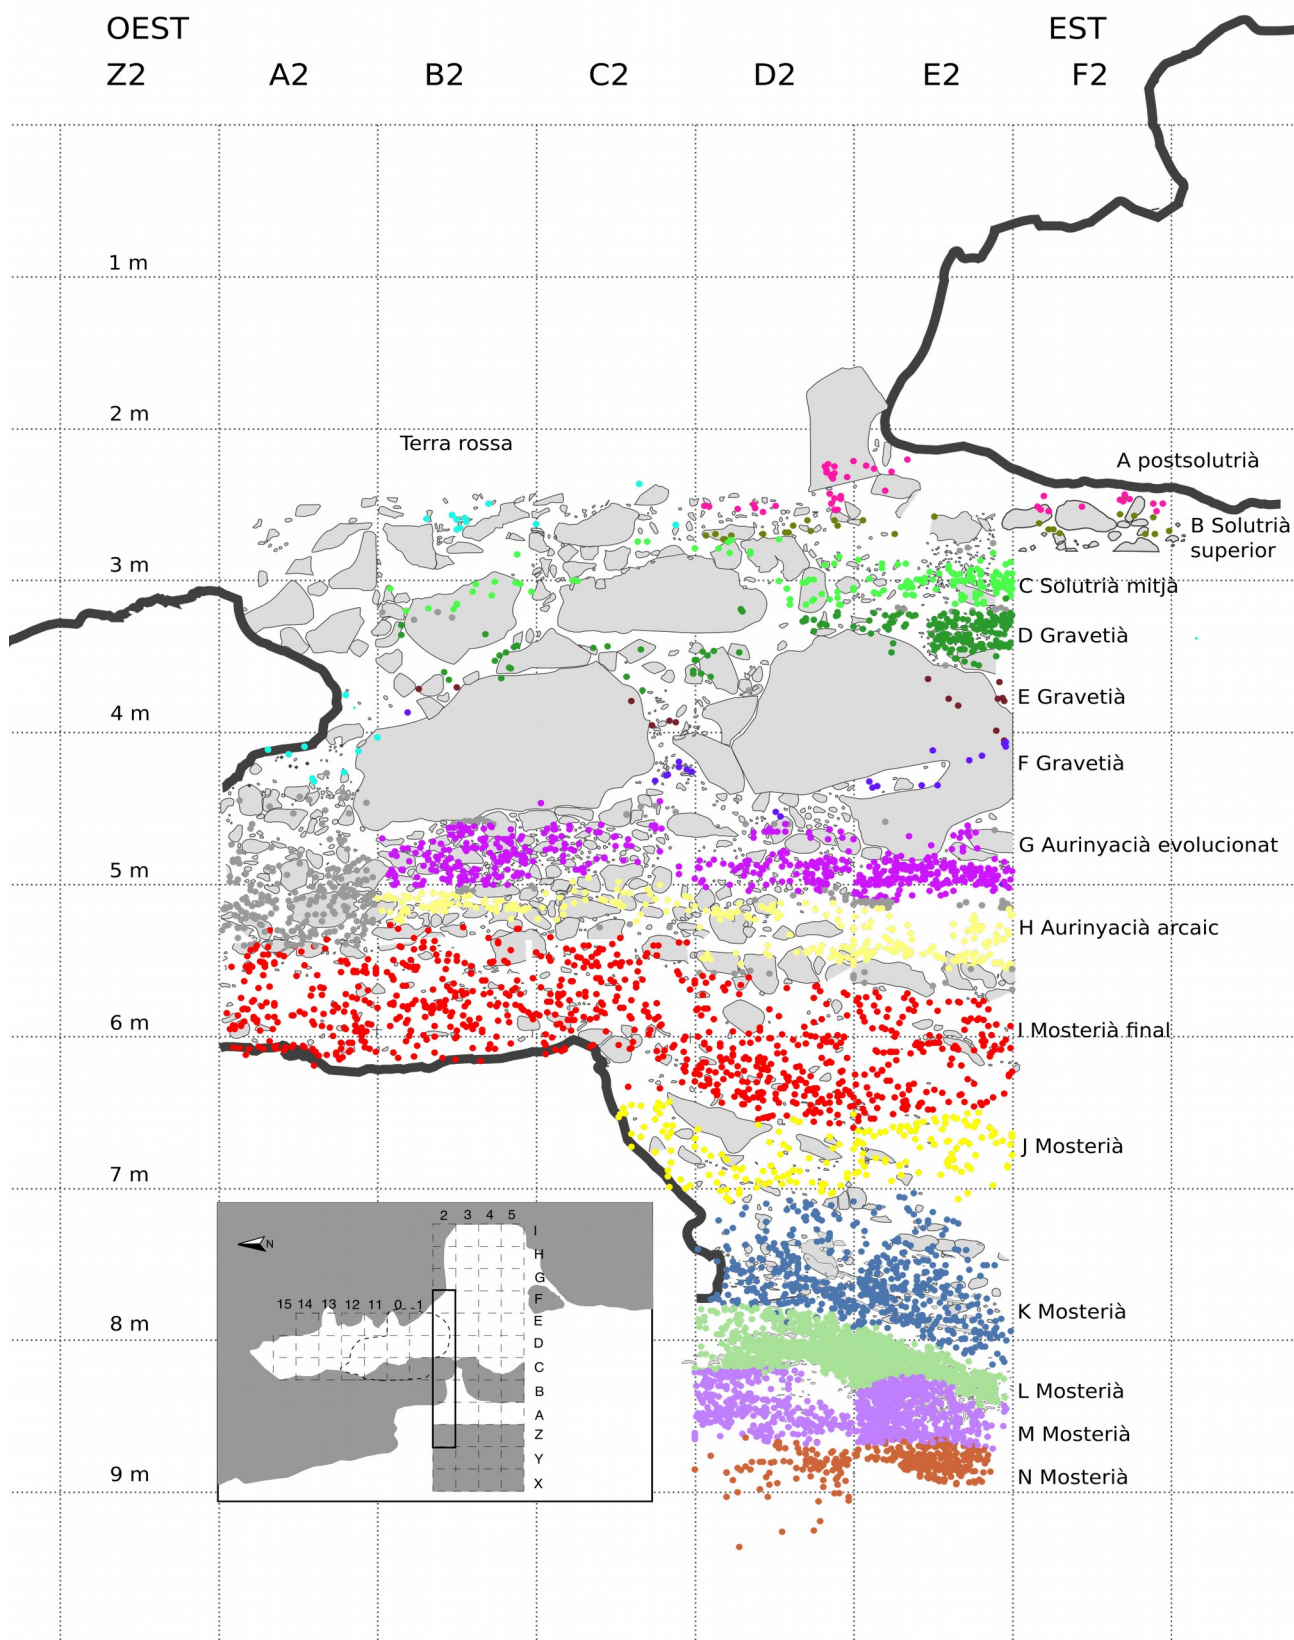 OEST
EST
Z2 A2 B2 C2 D2 E2 F2
1 m
2 m
Terra rossa
A postsolutrià
B Solutrià
superior
3 m
C Solutrià mitjà
D Gravetià
E Gravetià
4 m
F Gravetià
G Aurinyacià evolucionat
5 m
H Aurinyacià arcaic
6 m
I Mosterià final
J Mosterià
7 m
K Mosterià
8 m
L Mosterià
M Mosterià
9 m
N Mosterià
2 3 4 5
N
I
H
G
F
E
D
C
B
A
Z
Y
X
15 14 13 12 11 0 1